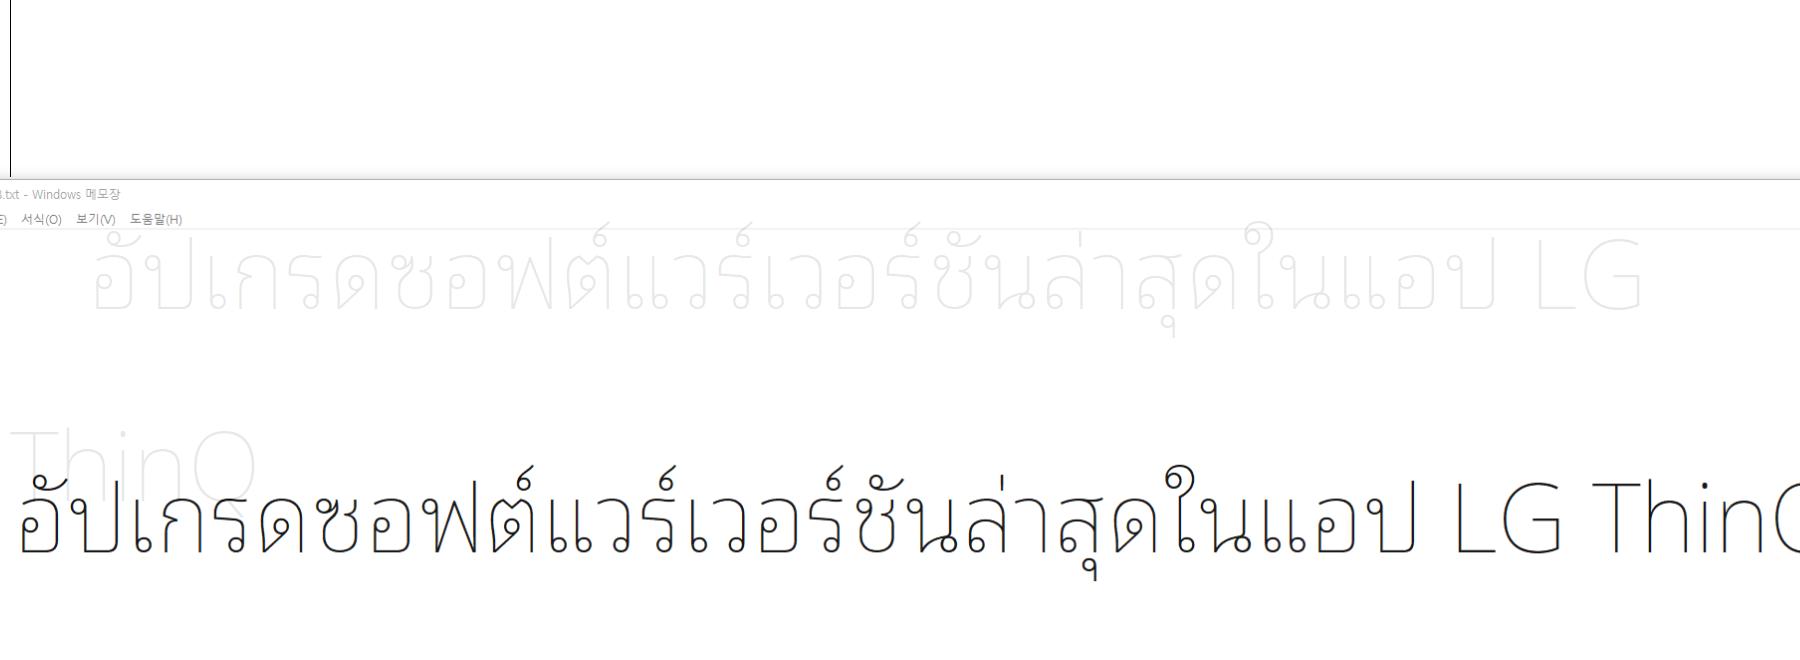 .txt - Windows 메모장
서식(O) 보기(V) 도움말(H)
อัปเกรดซอฟต์แวร์เวอร์ชันล่าสุดในแอป LG
ThinQ
อัปเกรดซอฟต์แวร์เวอร์ชันล่าสุดในแอป LG ThinQ